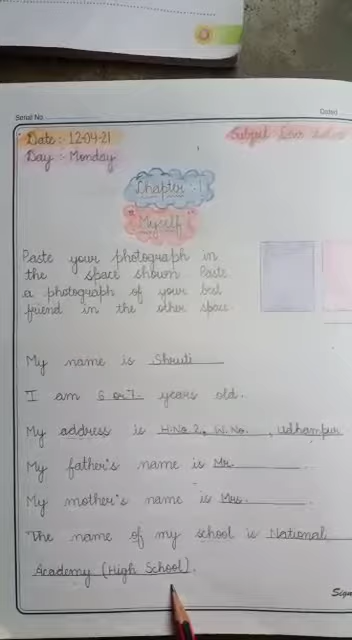 Serial No.
Dated
Date :- 12-04-21
Subject
Day :- Monday
Chapter : 1
"Myself"
Paste your photograph in
the space shown. Paste
a photograph of your best
friend in the other space.
My name is Shruti
I am 6 or 7 years old.
My address is H.No 2, W.No. , Udhampur
My father's name is Mr.
My mother's name is Mrs.
The name of my school is National
Academy (High School).
Sign